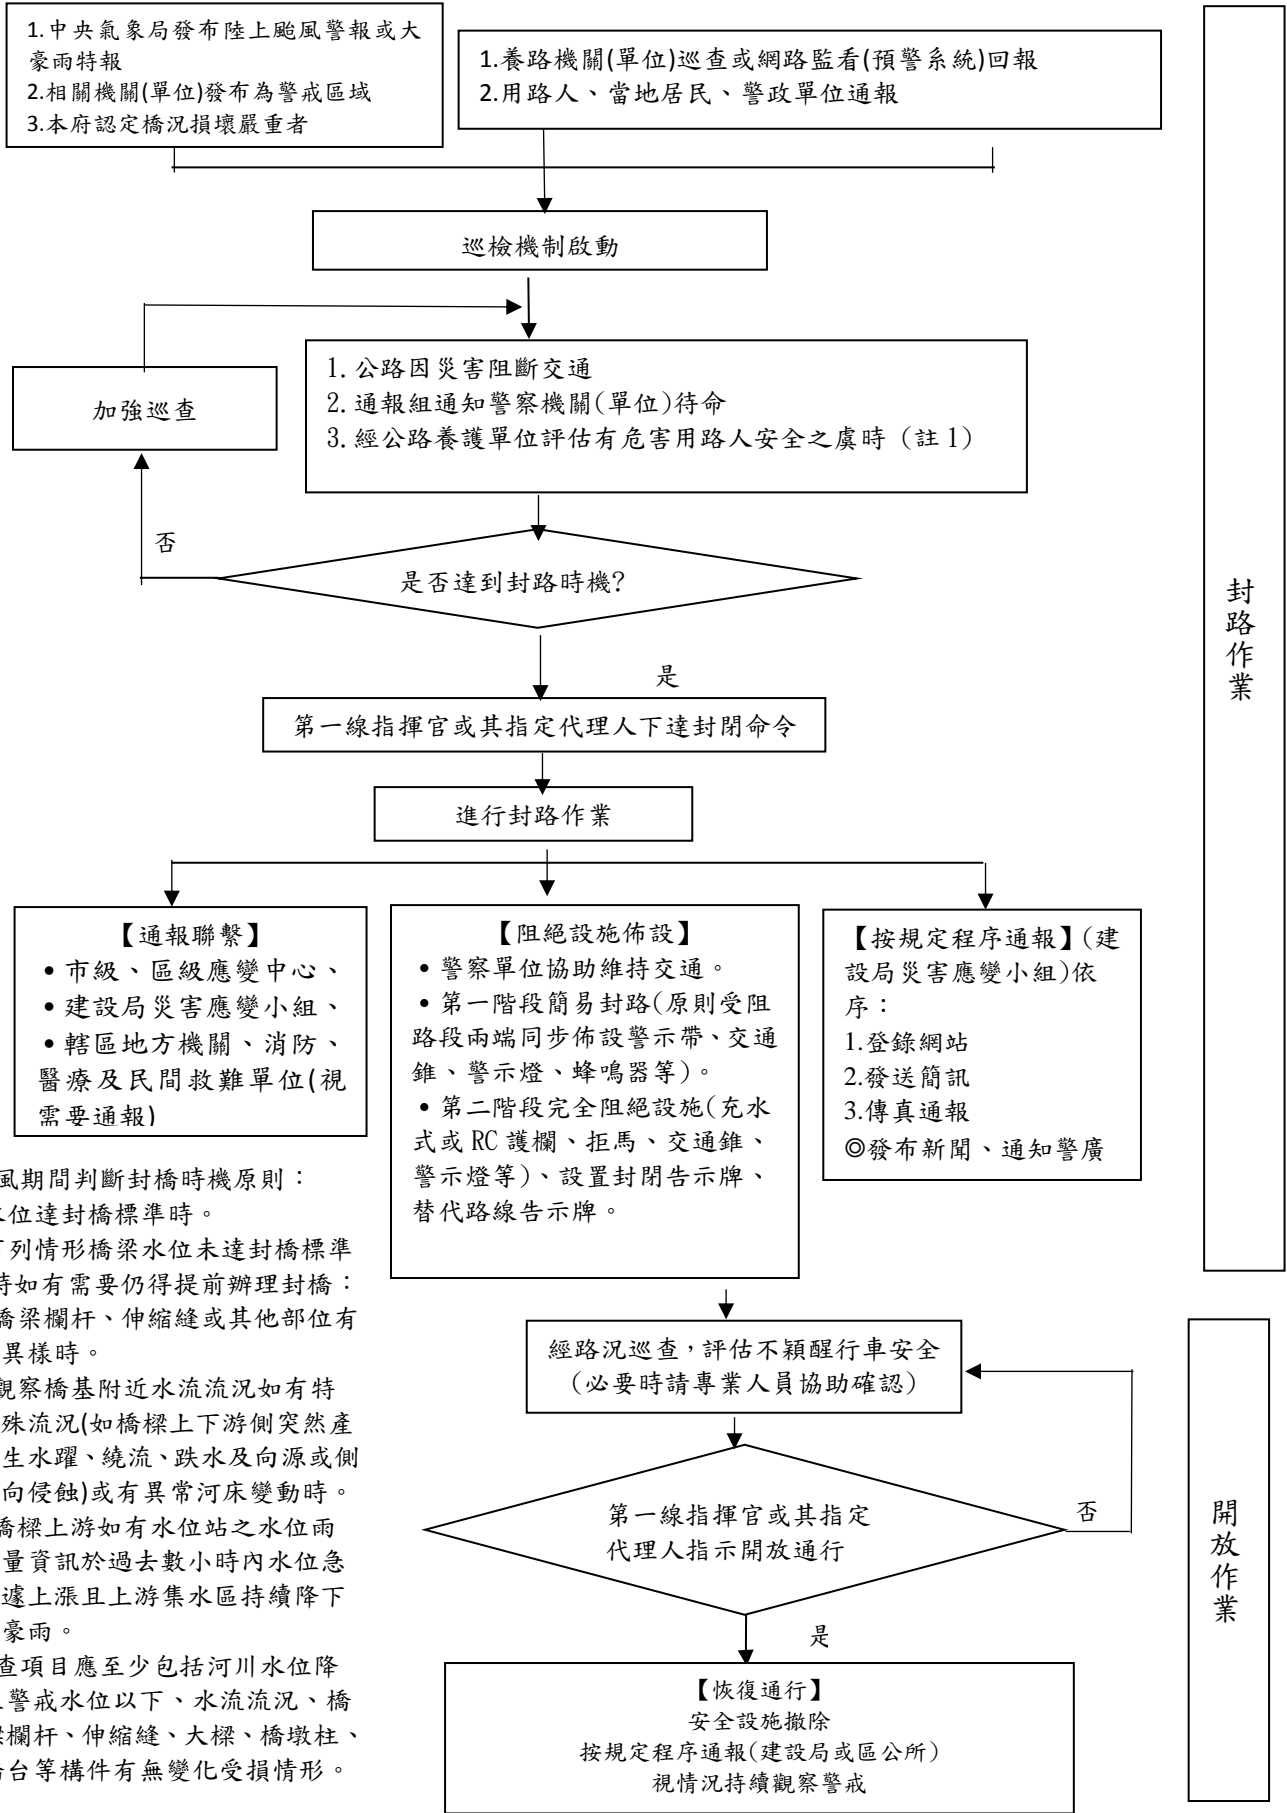 1.中央氣象局發布陸上颱風警報或大
豪雨特報
2.相關機關(單位)發布為警戒區域
3.本府認定橋況損壞嚴重者
1.養路機關(單位)巡查或網路監看(預警系統)回報
2.用路人、當地居民、警政單位通報
巡檢機制啟動
加強巡查
1.公路因災害阻斷交通
2.通報組通知警察機關(單位)待命
3.經公路養護單位評估有危害用路人安全之虞時（註1）
否
是否達到封路時機?
是
第一線指揮官或其指定代理人下達封閉命令
進行封路作業
【通報聯繫】
•市級、區級應變中心、
•建設局災害應變小組、
•轄區地方機關、消防、
醫療及民間救難單位(視
需要通報)
【阻絕設施佈設】
•警察單位協助維持交通。
•第一階段簡易封路(原則受阻
路段兩端同步佈設警示帶、交通
錐、警示燈、蜂鳴器等)。
•第二階段完全阻絕設施(充水
式或RC護欄、拒馬、交通錐、
警示燈等)、設置封閉告示牌、
替代路線告示牌。
【按規定程序通報】(建
設局災害應變小組)依
序：
1.登錄網站
2.發送簡訊
3.傳真通報
◎發布新聞、通知警廣
封路作業
風期間判斷封橋時機原則：
水位達封橋標準時。
下列情形橋梁水位未達封橋標準
時如有需要仍得提前辦理封橋：
橋梁欄杆、伸縮縫或其他部位有
異樣時。
觀察橋基附近水流流況如有特
殊流況(如橋樑上下游側突然產
生水躍、繞流、跌水及向源或側
向侵蝕)或有異常河床變動時。
橋樑上游如有水位站之水位雨
量資訊於過去數小時內水位急
遽上漲且上游集水區持續降下
豪雨。
查項目應至少包括河川水位降
警戒水位以下、水流流況、橋
樑欄杆、伸縮縫、大樑、橋墩柱、
台等構件有無變化受損情形。
經路況巡查，評估不穎醒行車安全
（必要時請專業人員協助確認）
第一線指揮官或其指定
代理人指示開放通行
否
是
【恢復通行】
安全設施撤除
按規定程序通報(建設局或區公所)
視情況持續觀察警戒
開放作業